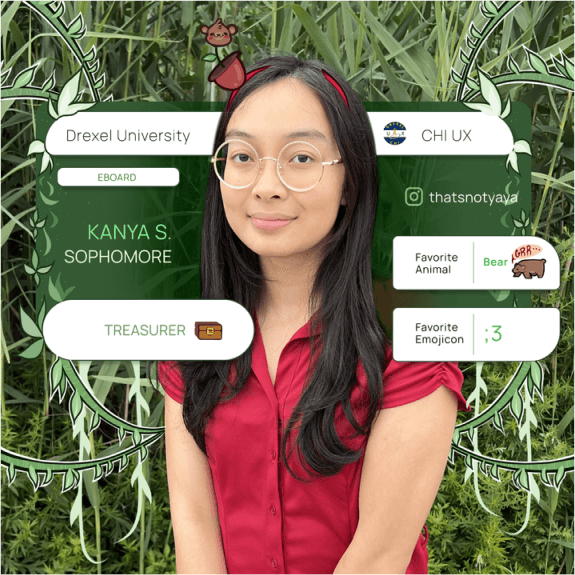 Drexel University
CHI UX
EBOARD
thatsnotyaya
KANYA S.
SOPHOMORE
Favorite
Animal
Bear
GRR...
TREASURER
Favorite
Emojicon
;3